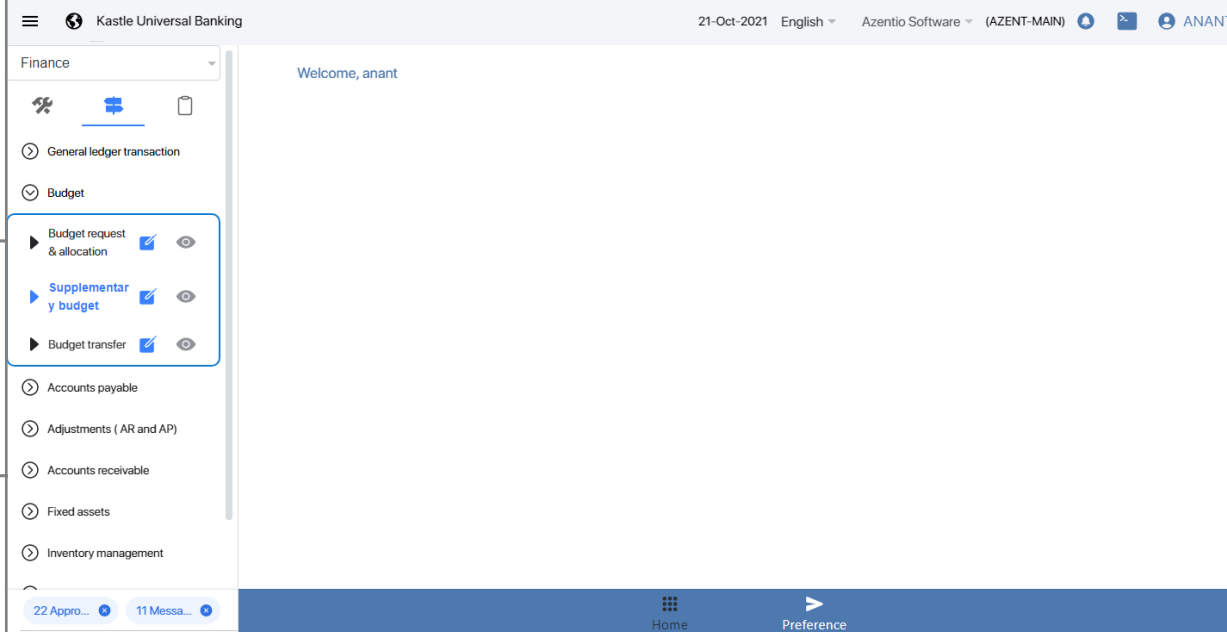 Kastle Universal Banking
21-Oct-2021 English Azentio Software (AZENT-MAIN) ANANT
Finance
Welcome, anant
General ledger transaction
Budget
Budget request
& allocation
Supplementar
y budget
Budget transfer
Accounts payable
Adjustments ( AR and AP)
Accounts receivable
Fixed assets
Inventory management
22 Appro... 11 Messa...
Home Preference